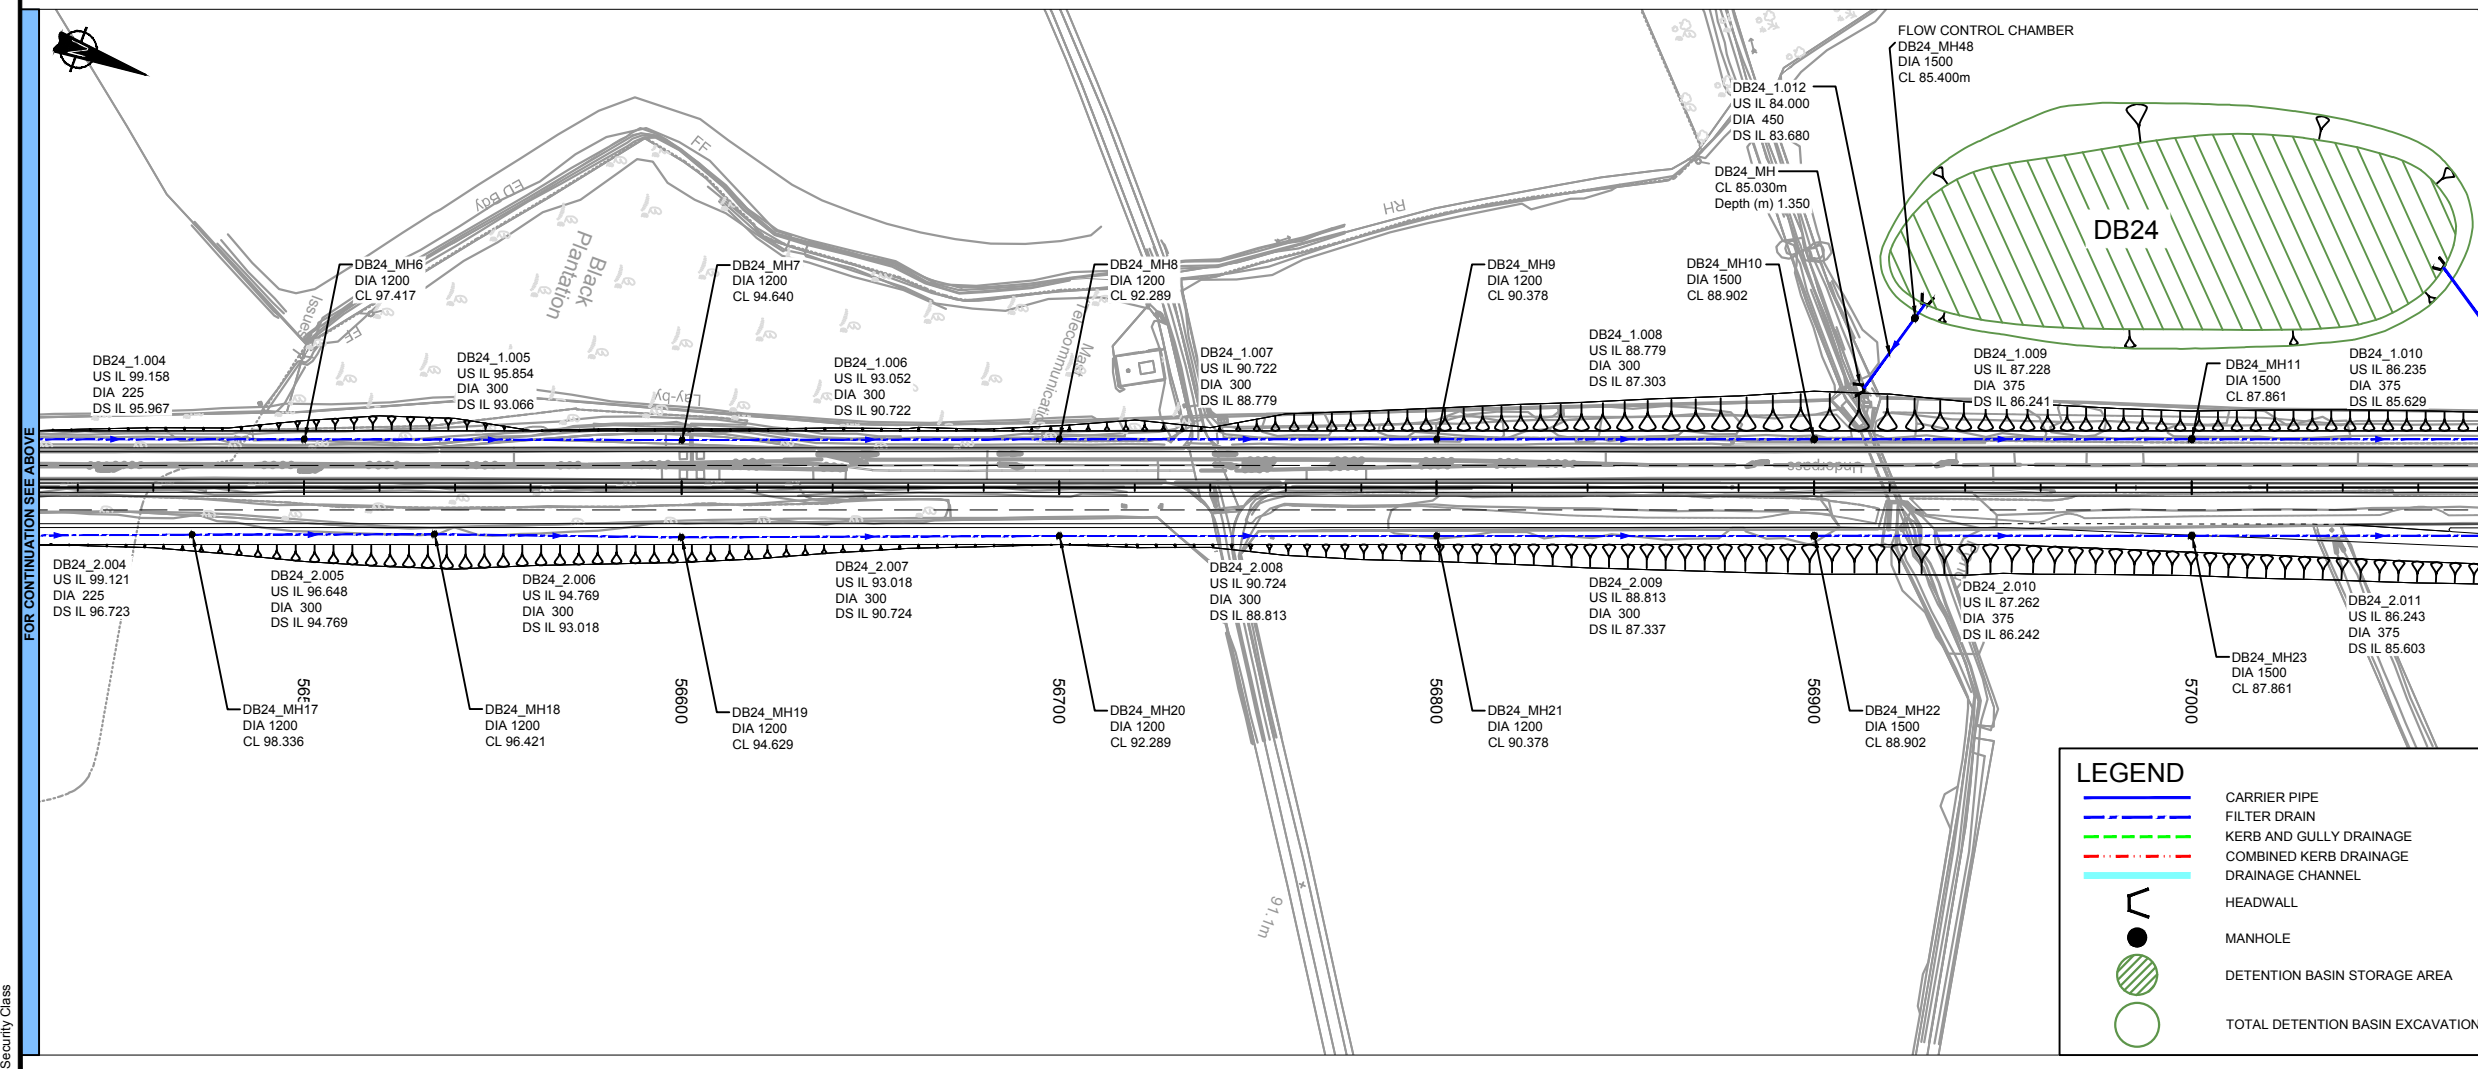 FLOW CONTROL CHAMBER
DB24_MH48
DIA 1500
CL 85.400m
DB24_1.012
US IL 84.000
DIA 450
DS IL 83.680
DB24_MH
CL 85.030m
Depth (m) 1.350
DB24
FF
ED Bdy
RH
Black
Plantation
Issues
EF
Lay-by
Mast
Underpass
91.1m
DB24_MH6
DIA 1200
CL 97.417
DB24_MH7
DIA 1200
CL 94.640
DB24_MH8
DIA 1200
CL 92.289
DB24_MH9
DIA 1200
CL 90.378
DB24_MH10
DIA 1500
CL 88.902
DB24_MH11
DIA 1500
CL 87.861
DB24_1.004
US IL 99.158
DIA 225
DS IL 95.967
DB24_1.005
US IL 95.854
DIA 300
DS IL 93.066
DB24_1.006
US IL 93.052
DIA 300
DS IL 90.722
DB24_1.007
US IL 90.722
DIA 300
DS IL 88.779
DB24_1.008
US IL 88.779
DIA 300
DS IL 87.303
DB24_1.009
US IL 87.228
DIA 375
DS IL 86.241
DB24_1.010
US IL 86.235
DIA 375
DS IL 85.629
FOR CONTINUATION SEE ABOVE
DB24_2.004
US IL 99.121
DIA 225
DS IL 96.723
DB24_2.005
US IL 96.648
DIA 300
DS IL 94.769
DB24_2.006
US IL 94.769
DIA 300
DS IL 93.018
DB24_2.007
US IL 93.018
DIA 300
DS IL 90.724
DB24_2.008
US IL 90.724
DIA 300
DS IL 88.813
DB24_2.009
US IL 88.813
DIA 300
DS IL 87.337
DB24_2.010
US IL 87.262
DIA 375
DS IL 86.242
DB24_2.011
US IL 86.243
DIA 375
DS IL 85.603
56600
56700
56800
56900
57000
DB24_MH17
DIA 1200
CL 98.336
DB24_MH18
DIA 1200
CL 96.421
DB24_MH19
DIA 1200
CL 94.629
DB24_MH20
DIA 1200
CL 92.289
DB24_MH21
DIA 1200
CL 90.378
DB24_MH22
DIA 1500
CL 88.902
DB24_MH23
DIA 1500
CL 87.861
LEGEND
CARRIER PIPE
FILTER DRAIN
KERB AND GULLY DRAINAGE
COMBINED KERB DRAINAGE
DRAINAGE CHANNEL
HEADWALL
MANHOLE
DETENTION BASIN STORAGE AREA
TOTAL DETENTION BASIN EXCAVATION
Security Class